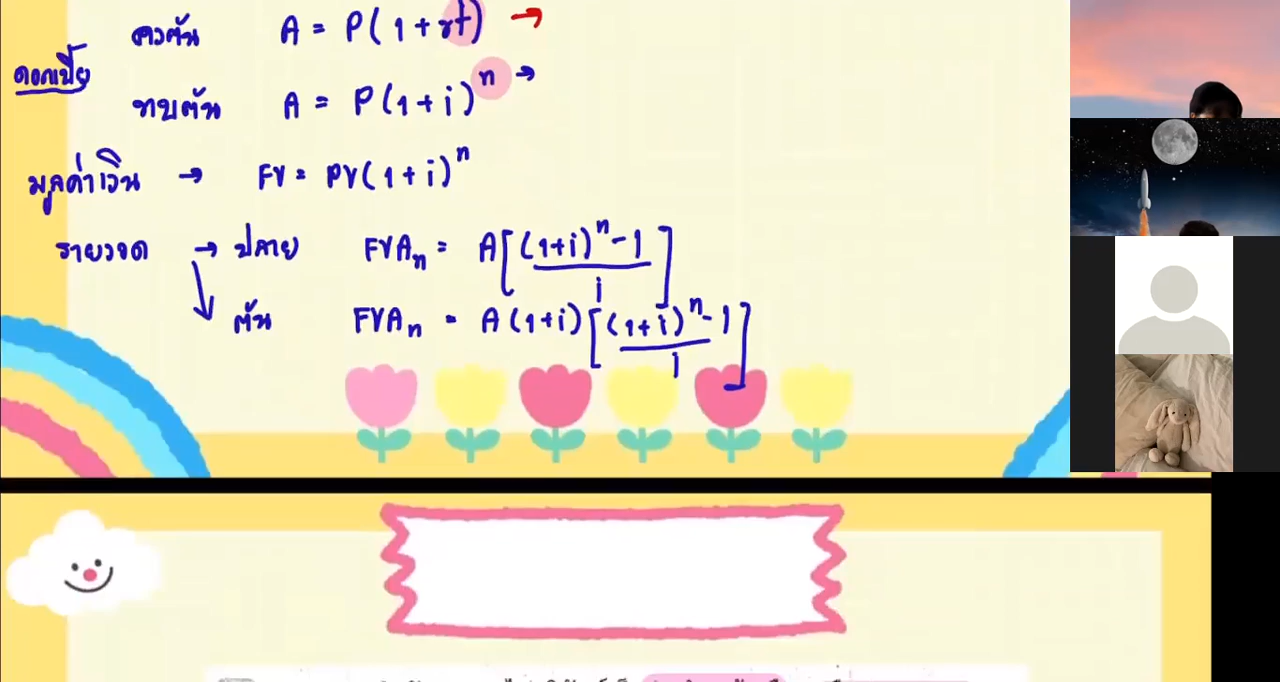 คงต้น A = P(1+rt) →
ดอกเบี้ย
ทบต้น A = P(1+i)^n →
มูลค่าเงิน → FV = PV(1+i)^n
รายงวด → ปลาย FVAn = A[(1+i)^n-1 / i]
ต้น FVAn = A(1+i)[(1+i)^n-1 / i]